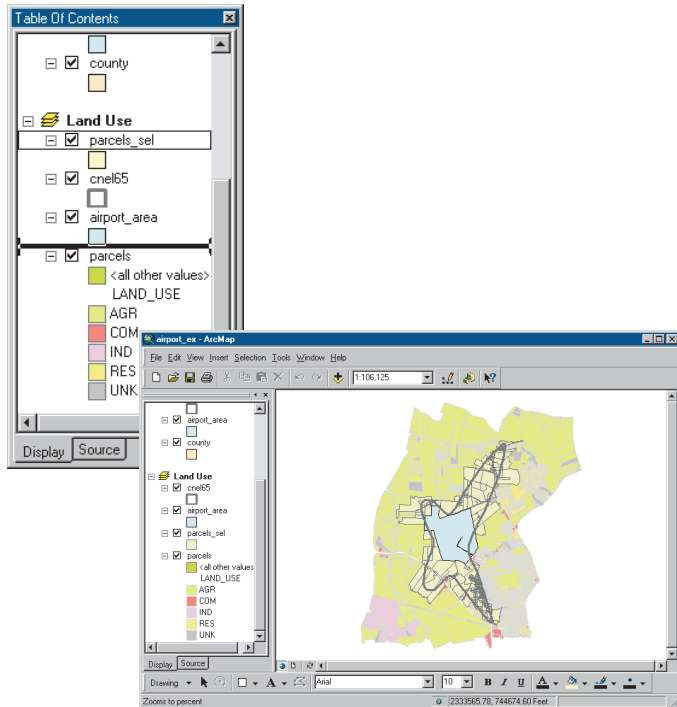 Table Of Contents
county
Land Use
parcels_sel
cnel65
airport_area
parcels
<all other values>
LAND_USE
AGR
COM
IND
RES
UNK
Display Source
airport_ex - ArcMap
File Edit View Insert Selection Tools Window Help
1:106,125
airport_area
county
Land Use
cnel65
airport_area
parcels_sel
parcels
<all other values
LAND_USE
AGR
COM
IND
RES
UNK
Display Source
Drawing A Arial 10 B I U A
Zooms to percent 2333565.78, 744674.60 Feet